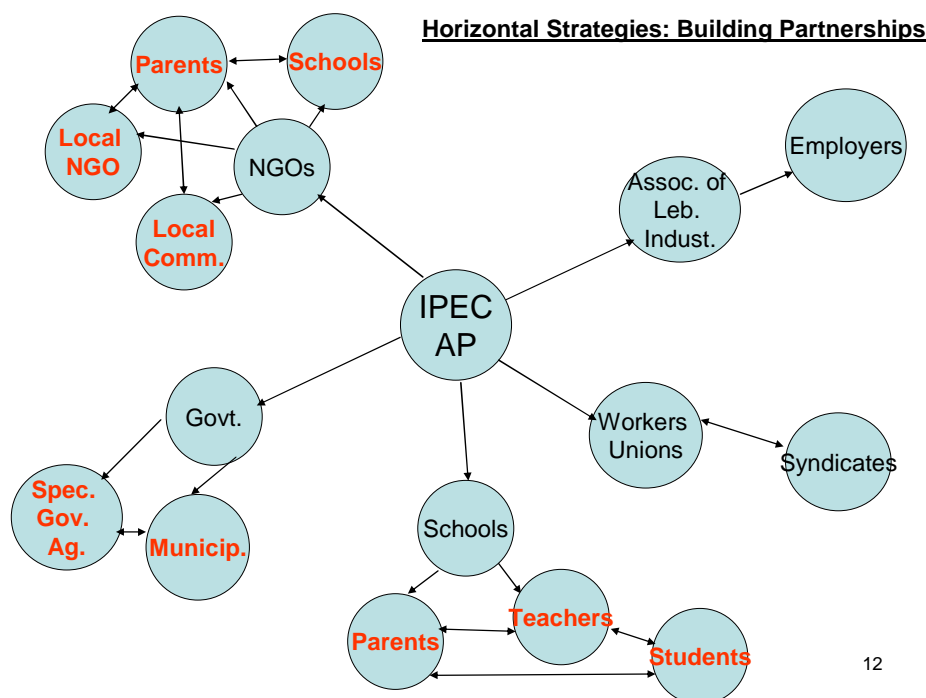 Horizontal Strategies: Building Partnerships
Parents
Schools
Local
NGO
NGOs
Local
Comm.
Employers
Assoc. of
Leb.
Indust.
IPEC
AP
Govt.
Workers
Unions
Syndicates
Spec.
Gov.
Ag.
Municip.
Schools
Parents
Teachers
Students
12